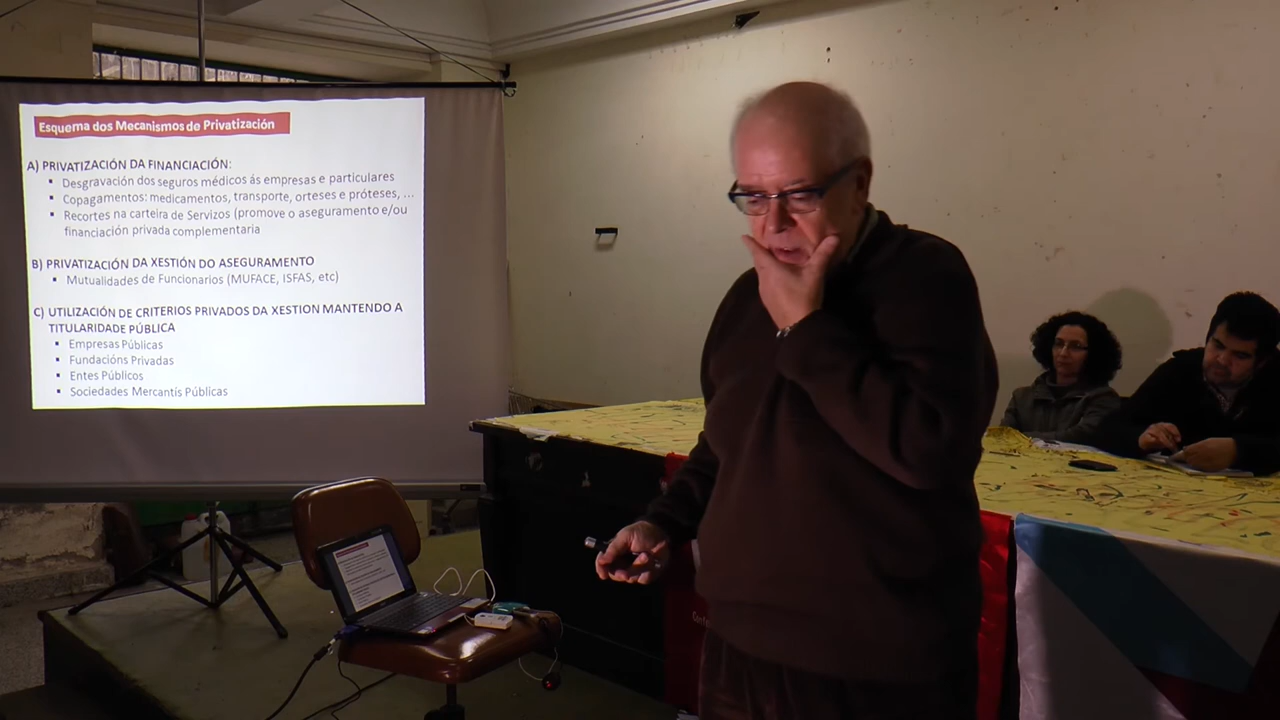 Esquema dos Mecanismos de Privatización
A) PRIVATIZACIÓN DA FINANCIACIÓN:
▪ Desgravación dos seguros médicos ás empresas e particulares
▪ Copagamentos: medicamentos, transporte, orteses e próteses, ...
▪ Recortes na carteira de Servizos (promove o aseguramento e/ou
financiación privada complementaria
B) PRIVATIZACIÓN DA XESTIÓN DO ASEGURAMENTO
▪ Mutualidades de Funcionarios (MUFACE, ISFAS, etc)
C) UTILIZACIÓN DE CRITERIOS PRIVADOS DA XESTION MANTENDO A
TITULARIDADE PÚBLICA
▪ Empresas Públicas
▪ Fundacións Privadas
▪ Entes Públicos
▪ Sociedades Mercantís Públicas